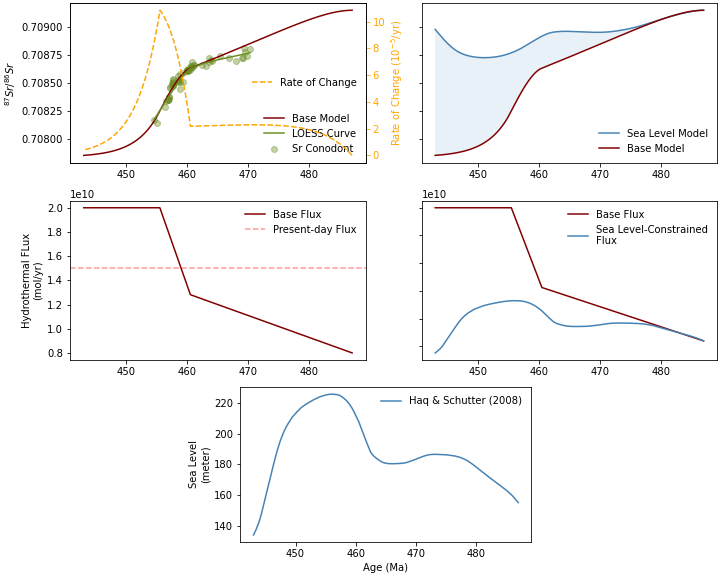 0.70900
0.70875
0.70850
0.70825
0.70800
⁸⁷Sr/⁸⁶Sr
10
8
6
4
2
0
Rate of Change (10⁻⁵/yr)
Rate of Change
Base Model
LOESS Curve
Sr Conodont
450 460 470 480
Sea Level Model
Base Model
450 460 470 480
1e10
2.0
1.8
1.6
1.4
1.2
1.0
0.8
Hydrothermal FLux
(mol/yr)
Base Flux
Present-day Flux
450 460 470 480
1e10
Base Flux
Sea Level-Constrained
Flux
450 460 470 480
220
200
180
160
140
Sea Level
(meter)
Haq & Schutter (2008)
450 460 470 480
Age (Ma)